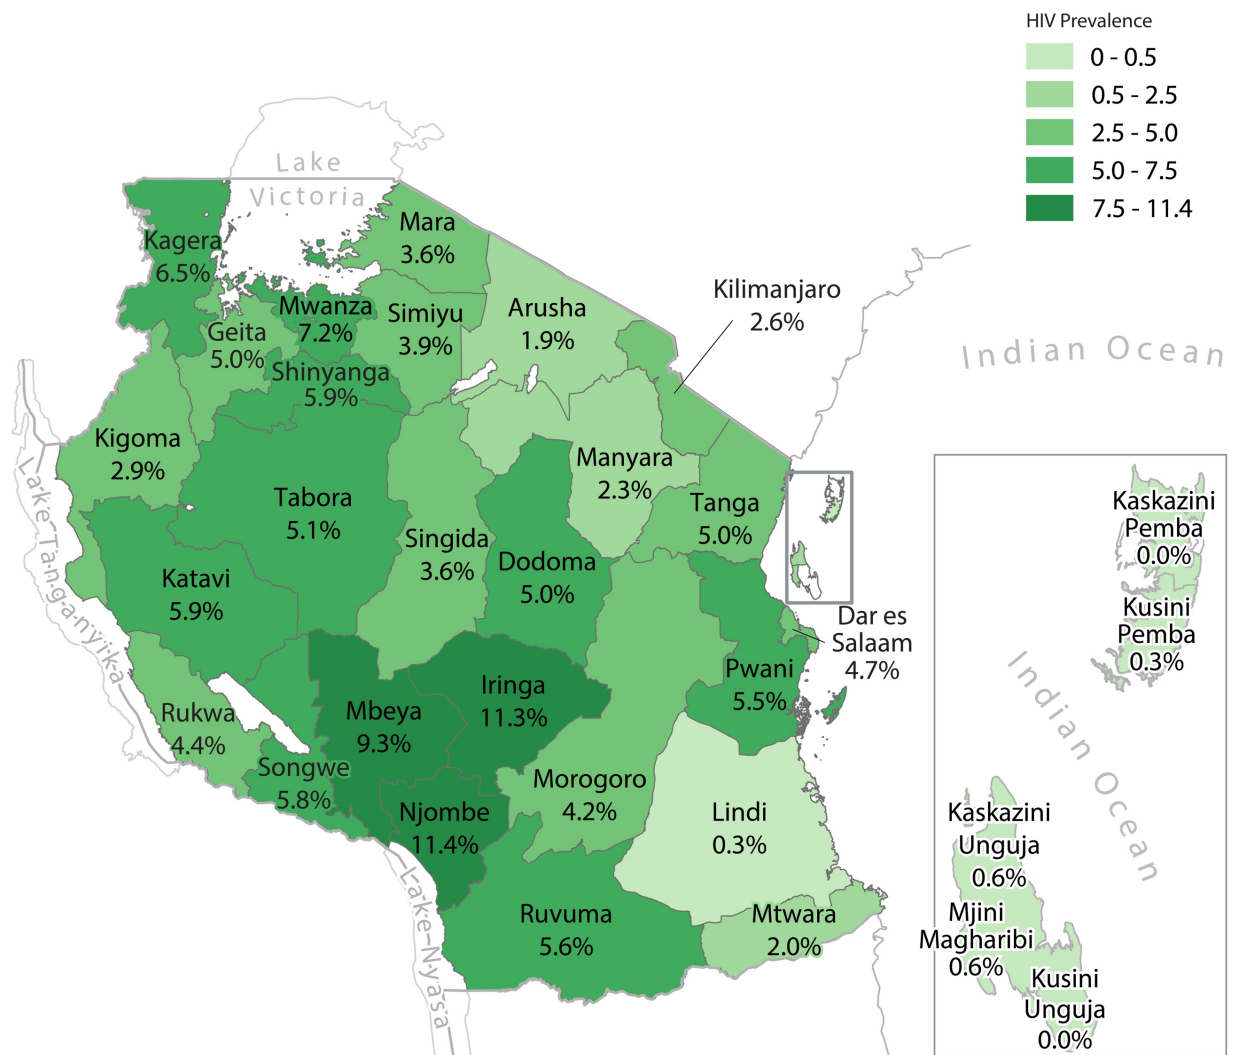 HIV Prevalence
0 - 0.5
0.5 - 2.5
2.5 - 5.0
5.0 - 7.5
7.5 - 11.4
Lake
Victoria
Mara
3.6%
Kagera
6.5%
Kilimanjaro
2.6%
Mwanza
7.2%
Simiyu
3.9%
Arusha
1.9%
Geita
5.0%
Indian Ocean
Shinyanga
5.9%
Kigoma
2.9%
Manyara
2.3%
Tabora
5.1%
Tanga
5.0%
Lake Tanganyika
Singida
3.6%
Dodoma
5.0%
Katavi
5.9%
Dar es
Salaam
4.7%
Pwani
5.5%
Iringa
11.3%
Mbeya
9.3%
Rukwa
4.4%
Songwe
5.8%
Morogoro
4.2%
Njombe
11.4%
Lindi
0.3%
Lake Nyasa
Ruvuma
5.6%
Mtwara
2.0%
Kaskazini
Pemba
0.0%
Kusini
Pemba
0.3%
Indian Ocean
Kaskazini
Unguja
0.6%
Mjini
Magharibi
0.6%
Kusini
Unguja
0.0%